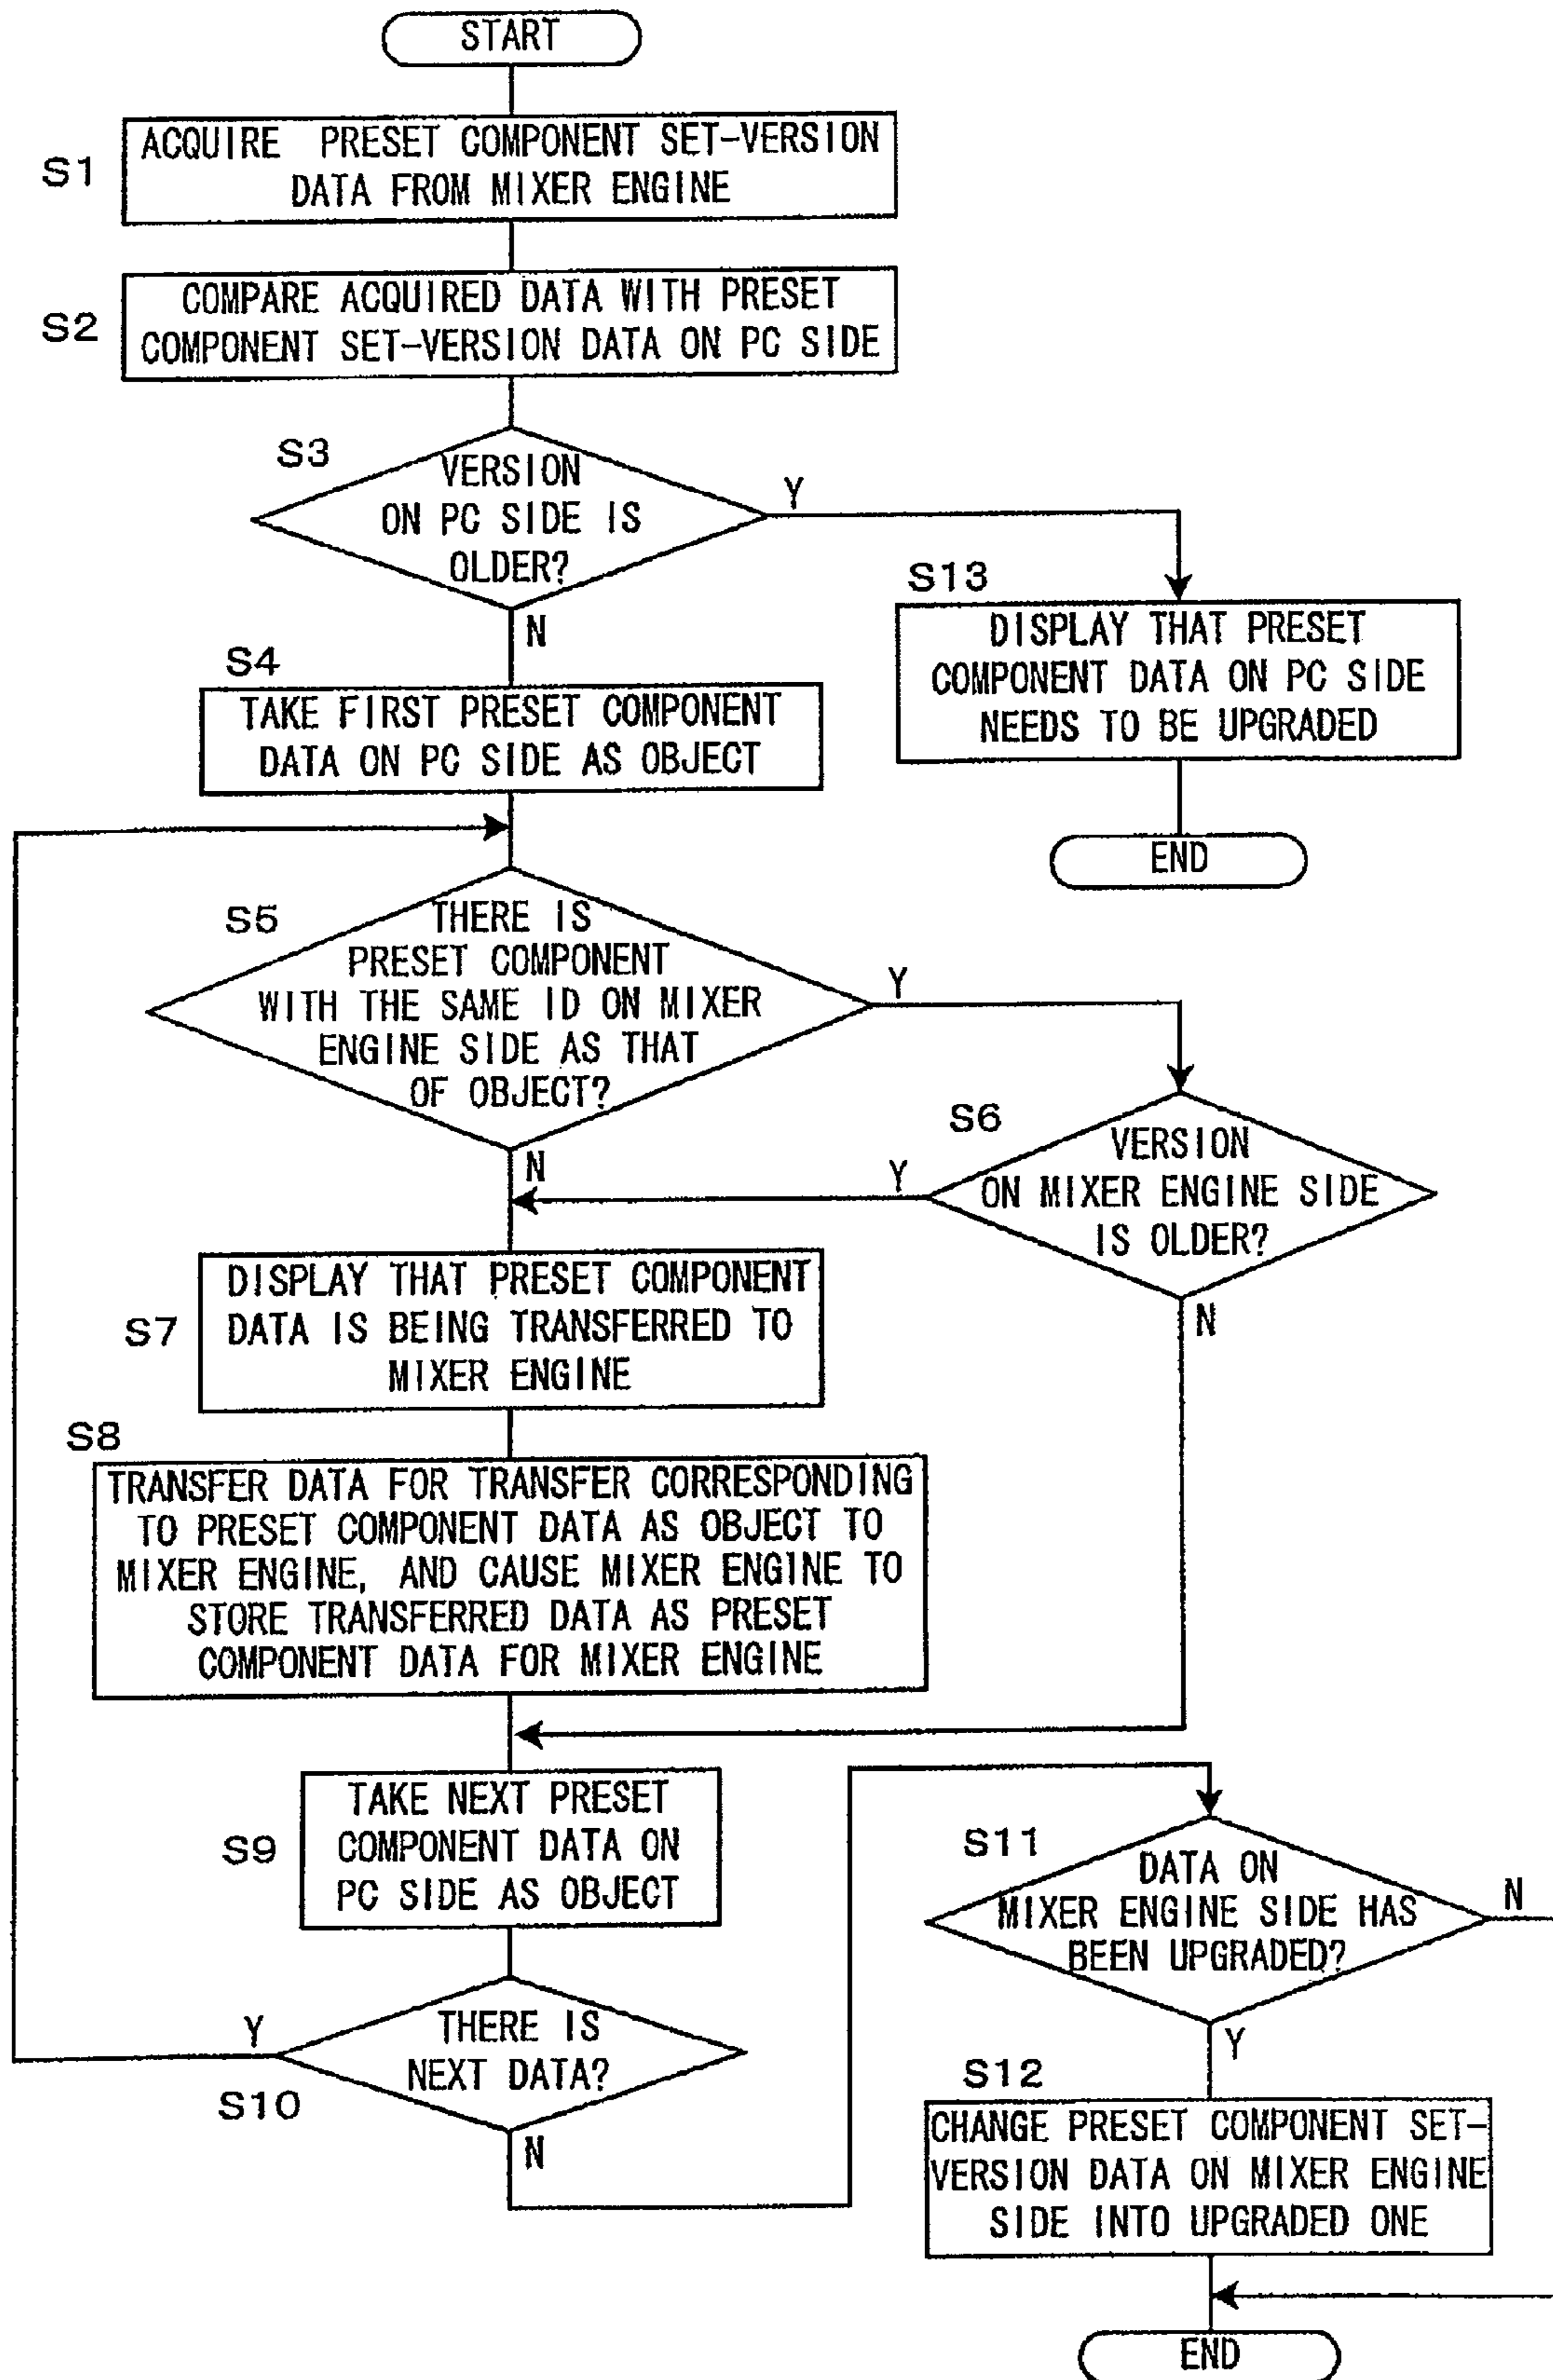 START
S1
ACQUIRE PRESET COMPONENT SET-VERSION
DATA FROM MIXER ENGINE
S2
COMPARE ACQUIRED DATA WITH PRESET
COMPONENT SET-VERSION DATA ON PC SIDE
S3
VERSION
ON PC SIDE IS
OLDER?
Y
N
S13
DISPLAY THAT PRESET
COMPONENT DATA ON PC SIDE
NEEDS TO BE UPGRADED
END
S4
TAKE FIRST PRESET COMPONENT
DATA ON PC SIDE AS OBJECT
S5
THERE IS
PRESET COMPONENT
WITH THE SAME ID ON MIXER
ENGINE SIDE AS THAT
OF OBJECT?
Y
N
S6
VERSION
ON MIXER ENGINE SIDE
IS OLDER?
Y
N
S7
DISPLAY THAT PRESET COMPONENT
DATA IS BEING TRANSFERRED TO
MIXER ENGINE
S8
TRANSFER DATA FOR TRANSFER CORRESPONDING
TO PRESET COMPONENT DATA AS OBJECT TO
MIXER ENGINE, AND CAUSE MIXER ENGINE TO
STORE TRANSFERRED DATA AS PRESET
COMPONENT DATA FOR MIXER ENGINE
S9
TAKE NEXT PRESET
COMPONENT DATA ON
PC SIDE AS OBJECT
S10
THERE IS
NEXT DATA?
Y
N
S11
DATA ON
MIXER ENGINE SIDE HAS
BEEN UPGRADED?
N
Y
S12
CHANGE PRESET COMPONENT SET-
VERSION DATA ON MIXER ENGINE
SIDE INTO UPGRADED ONE
END